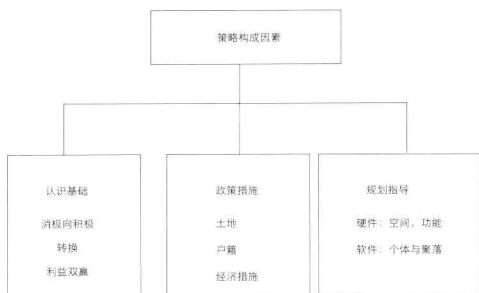 策略构成因素
认识基础
消极向积极
转换
利益双赢
政策措施
土地
户籍
经济措施
规划指导
硬件：空间、功能
软件：个体与聚落